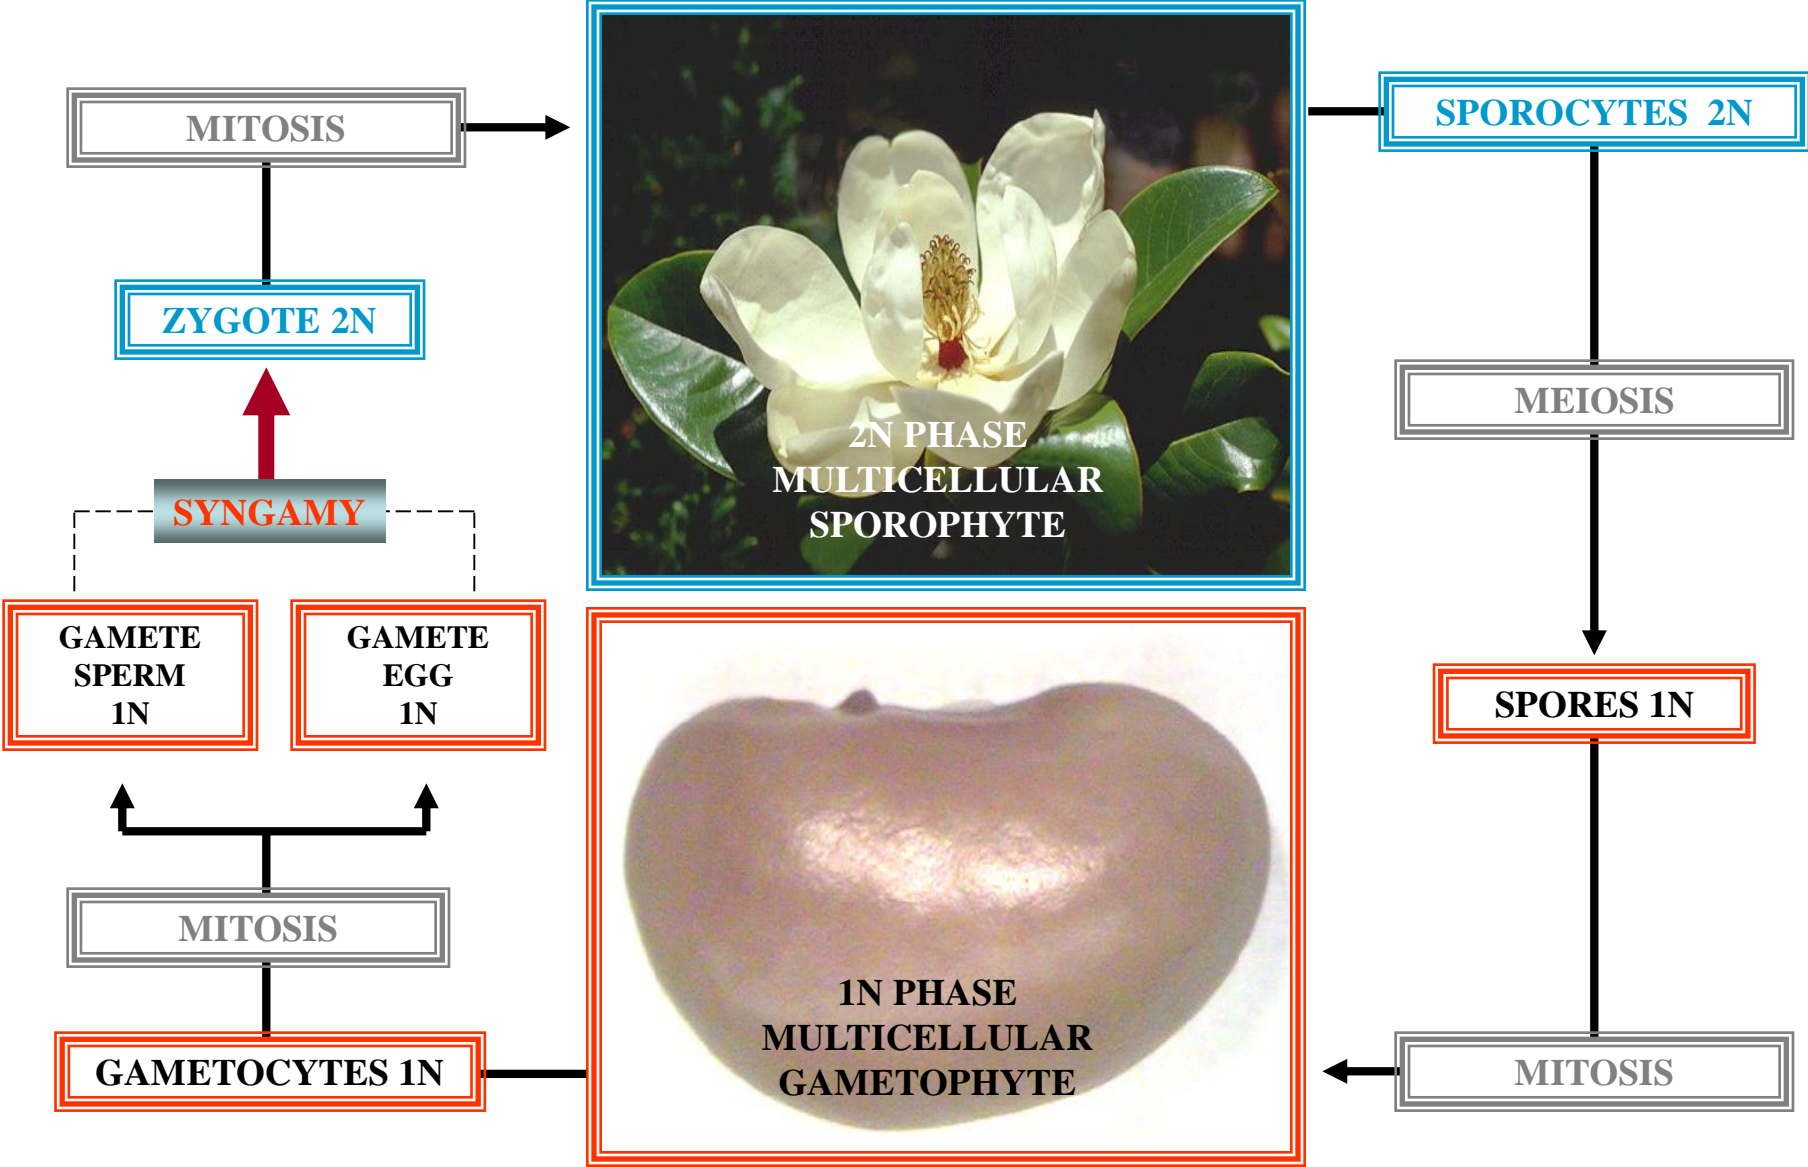 MITOSIS
SPOROCYTES 2N
ZYGOTE 2N
MEIOSIS
2N PHASE
MULTICELLULAR
SPOROPHYTE
SYNGAMY
GAMETE
SPERM
1N
GAMETE
EGG
1N
SPORES 1N
MITOSIS
1N PHASE
MULTICELLULAR
GAMETOPHYTE
GAMETOCYTES 1N
MITOSIS